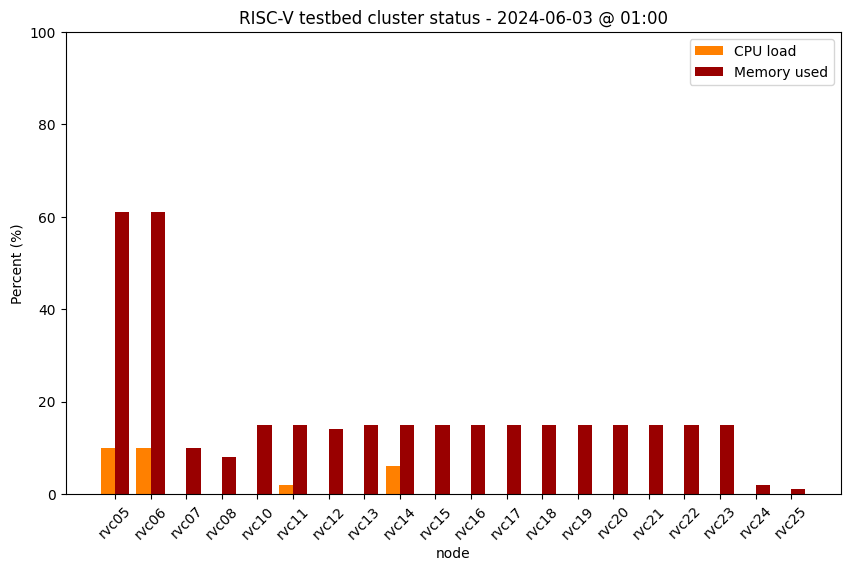 RISC-V testbed cluster status - 2024-06-03 @ 01:00
CPU load
Memory used
Percent (%)
100
80
60
40
20
0
rvc05
rvc06
rvc07
rvc08
rvc10
rvc11
rvc12
rvc13
rvc14
rvc15
rvc16
rvc17
rvc18
rvc19
rvc20
rvc21
rvc22
rvc23
rvc24
rvc25
node